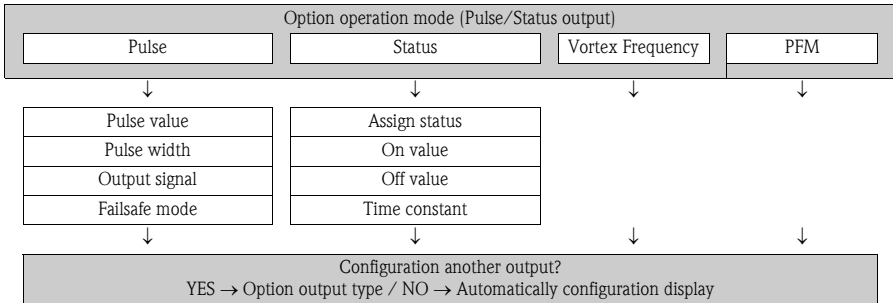 Option operation mode (Pulse/Status output)
Pulse Status Vortex Frequency PFM
↓ ↓ ↓ ↓
Pulse value Assign status
Pulse width On value
Output signal Off value
Failsafe mode Time constant
↓ ↓ ↓ ↓
Configuration another output?
YES → Option output type / NO → Automatically configuration display